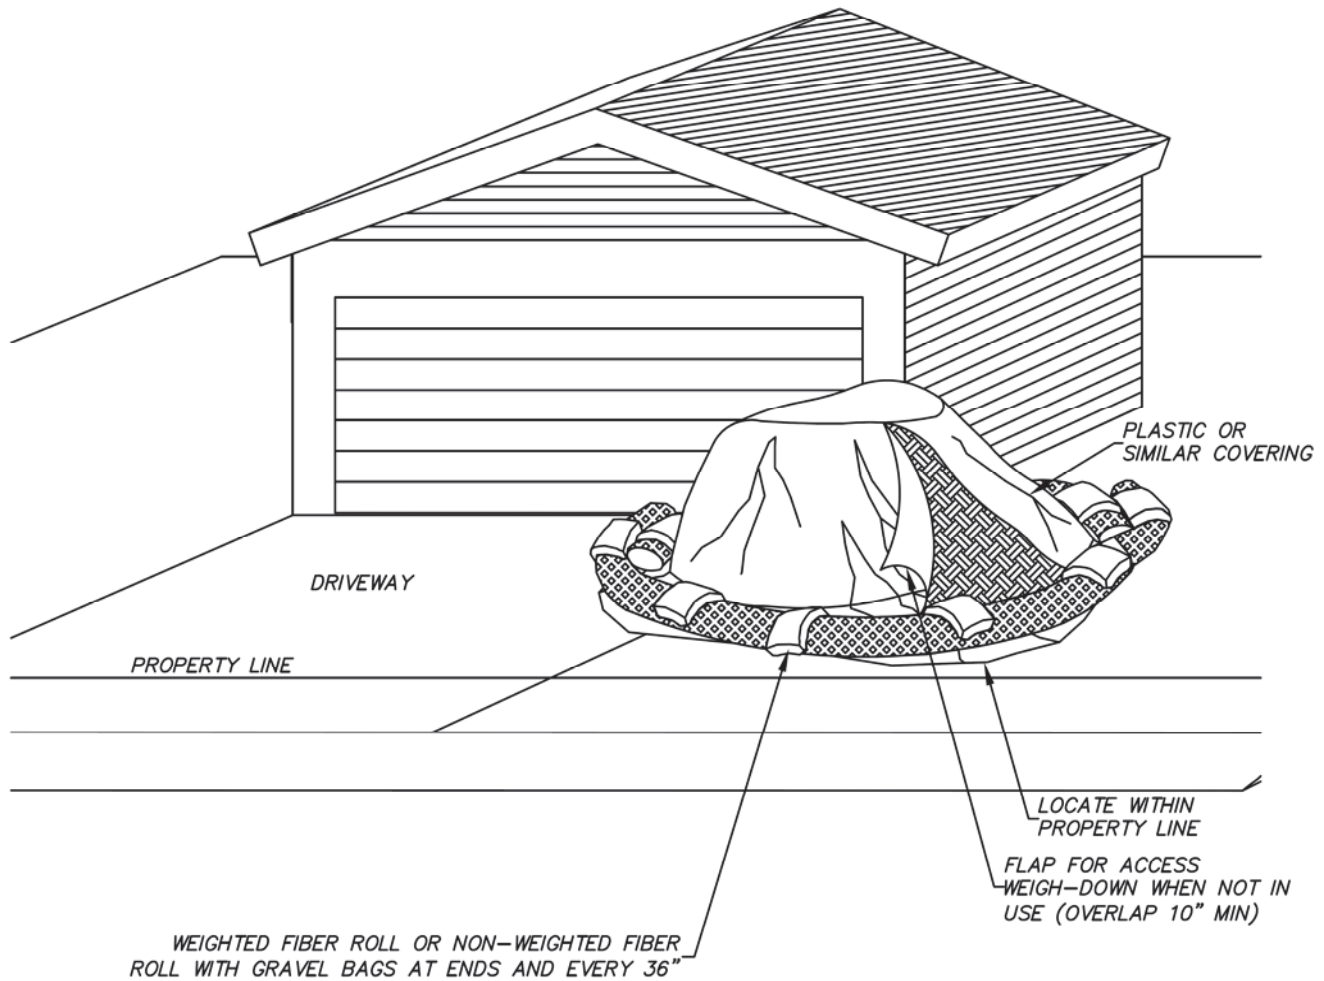 PLASTIC OR
SIMILAR COVERING
DRIVEWAY
PROPERTY LINE
LOCATE WITHIN
PROPERTY LINE
FLAP FOR ACCESS
WEIGH-DOWN WHEN NOT IN
USE (OVERLAP 10" MIN)
WEIGHTED FIBER ROLL OR NON-WEIGHTED FIBER
ROLL WITH GRAVEL BAGS AT ENDS AND EVERY 36"